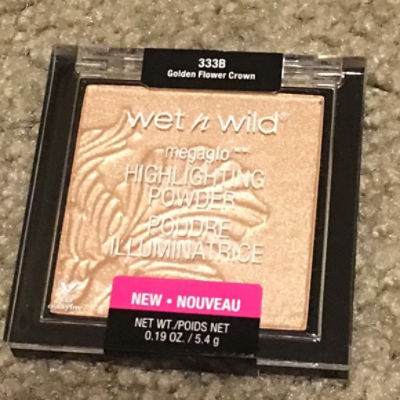 333B
Golden Flower Crown
wet n wild®
megaglo™
HIGHLIGHTING
POWDER
POUDRE
ILLUMINATRICE
NEW • NOUVEAU
NET WT./POIDS NET
0.19 OZ. / 5.4 g